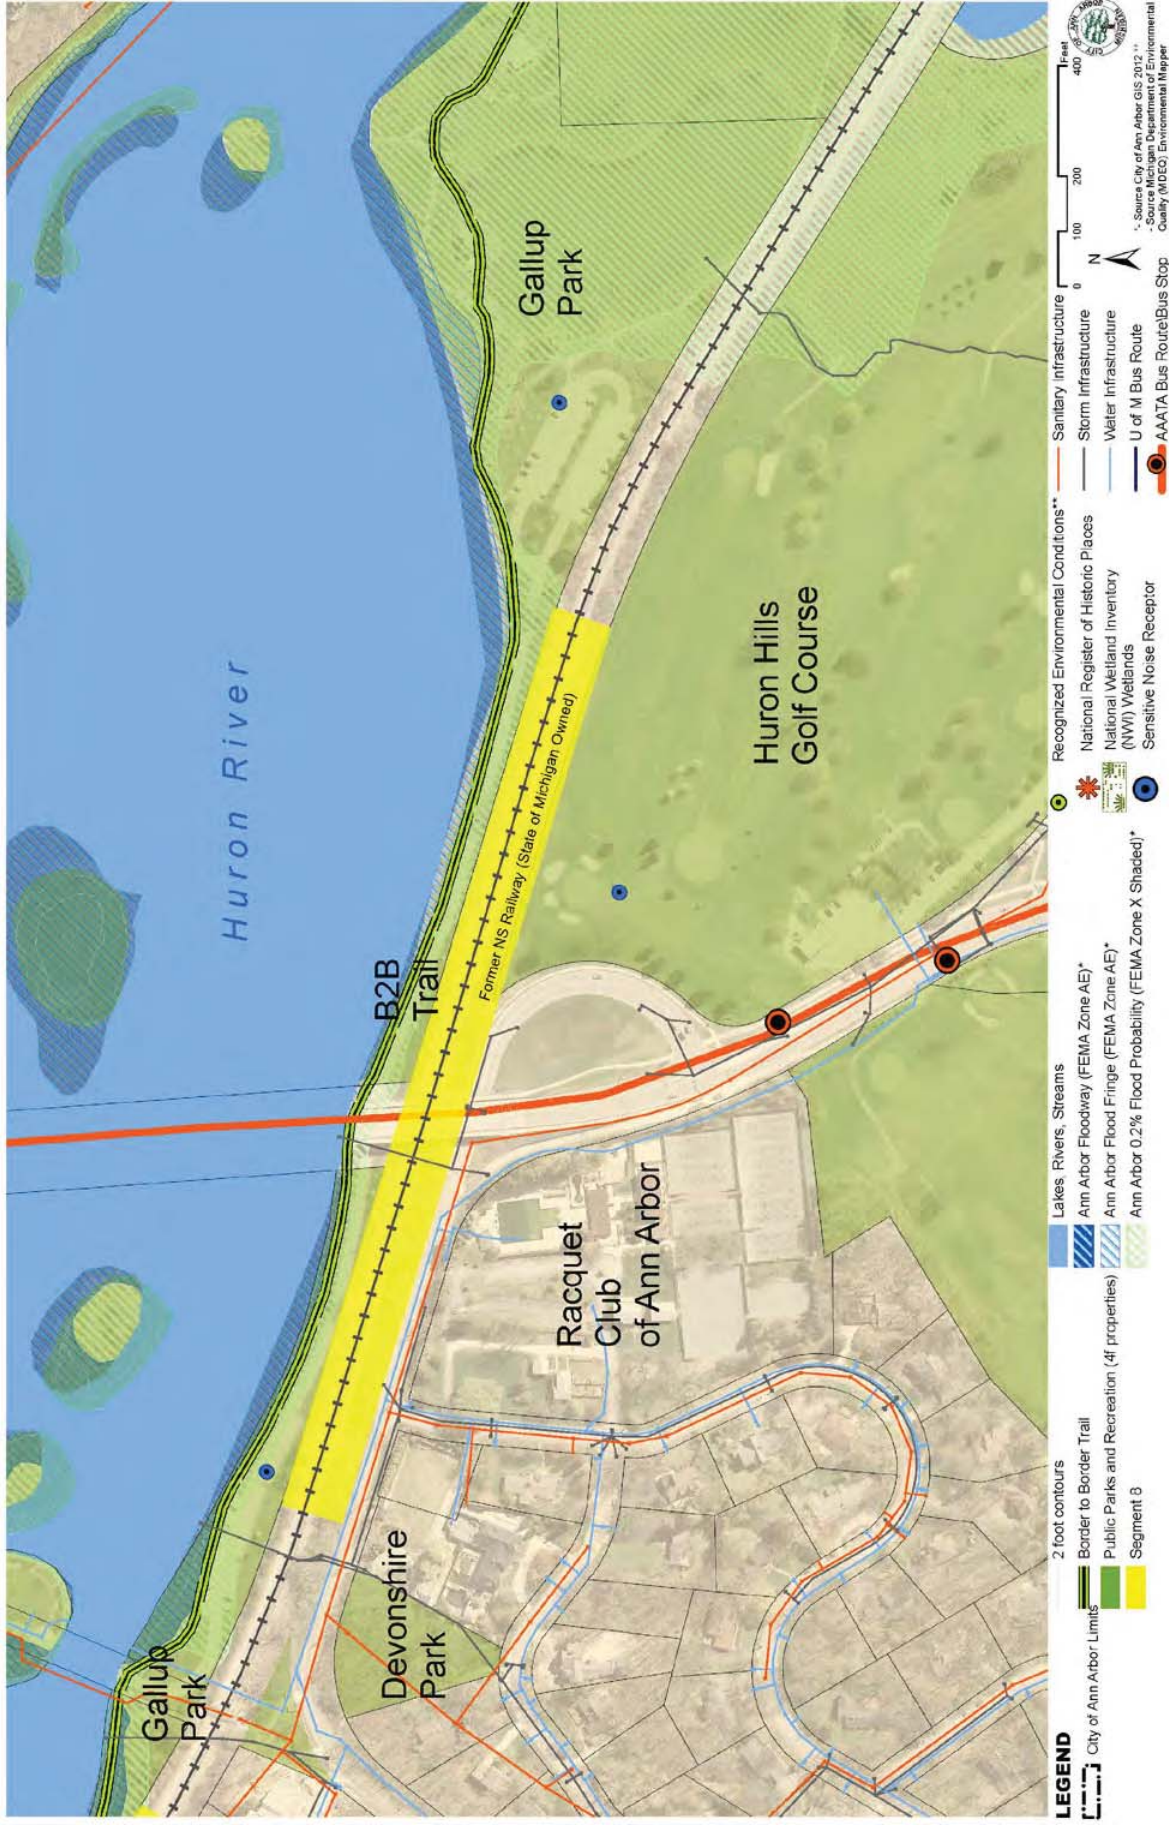 Huron River
Gallup
Park
B2B
Trail
Former NS Railway (State of Michigan Owned)
Huron Hills
Golf Course
Racquet
Club
of Ann Arbor
Devonshire
Park
Gallup
Park
LEGEND
City of Ann Arbor Limits
2 foot contours
Border to Border Trail
Public Parks and Recreation (4f properties)
Segment 8
Lakes, Rivers, Streams
Ann Arbor Floodway (FEMA Zone AE)*
Ann Arbor Flood Fringe (FEMA Zone AE)*
Ann Arbor 0.2% Flood Probability (FEMA Zone X Shaded)*
Recognized Environmental Conditions**
National Register of Historic Places
National Wetland Inventory
(NWI) Wetlands
Sensitive Noise Receptor
Sanitary Infrastructure
Storm Infrastructure
Water Infrastructure
U of M Bus Route
AAATA Bus Route\Bus Stop
0 100 200 400
Feet
N
*- Source City of Ann Arbor GIS 2012 **
- Source Michigan Department of Environmental
Quality (MDEQ) Environmental Mapper
CITY OF ANN ARBOR MICHIGAN